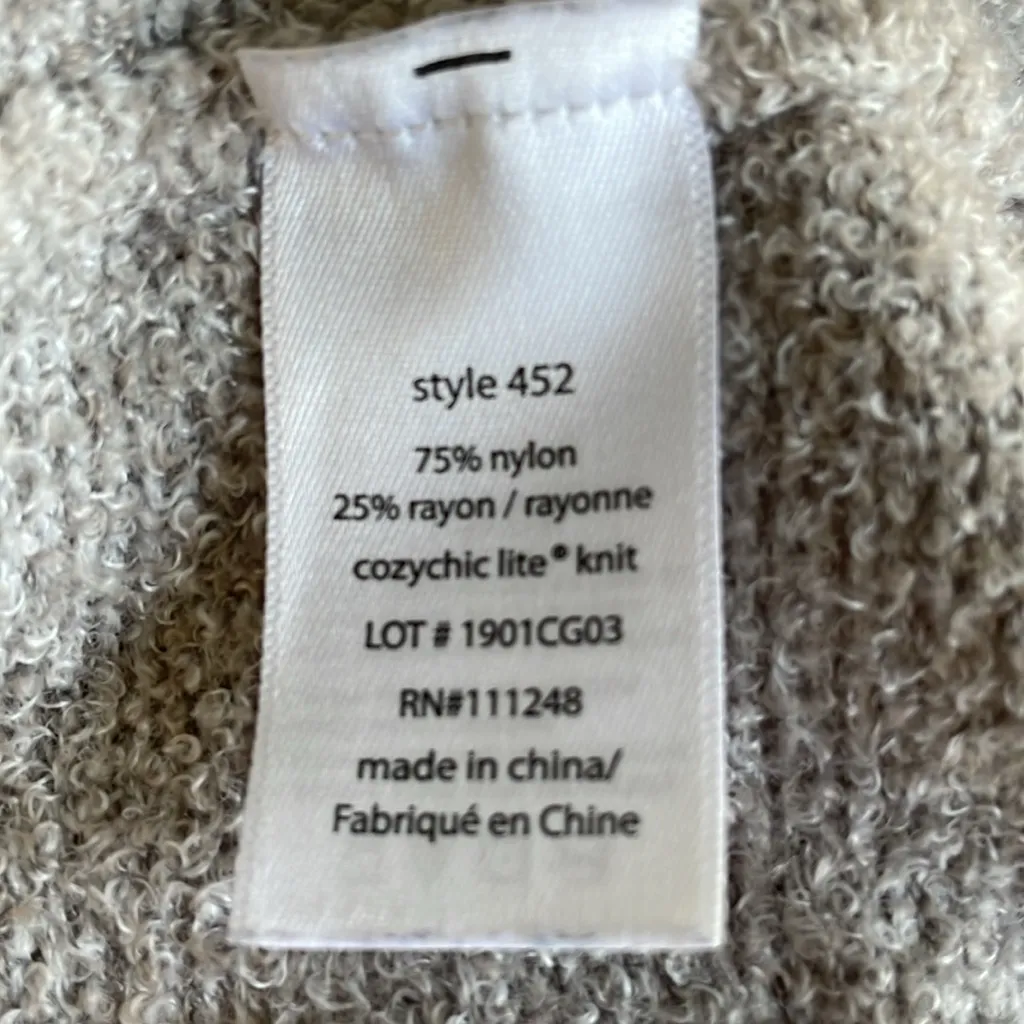 style 452
75% nylon
25% rayon / rayonne
cozychic lite® knit
LOT # 1901CG03
RN#111248
made in china/
Fabriqué en Chine